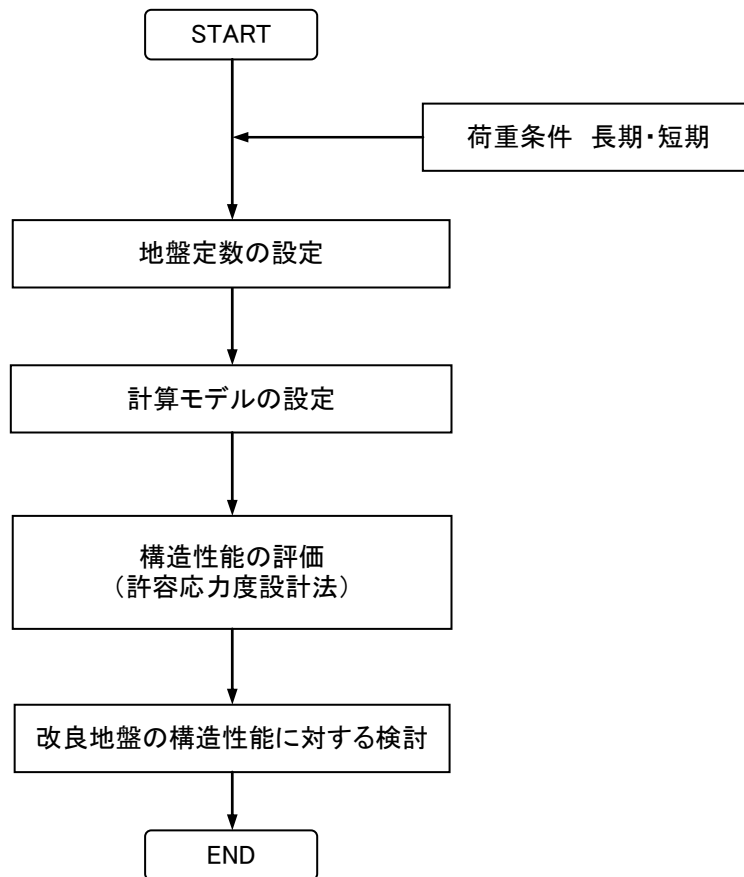 START
荷重条件　長期・短期
地盤定数の設定
計算モデルの設定
構造性能の評価
（許容応力度設計法）
改良地盤の構造性能に対する検討
END